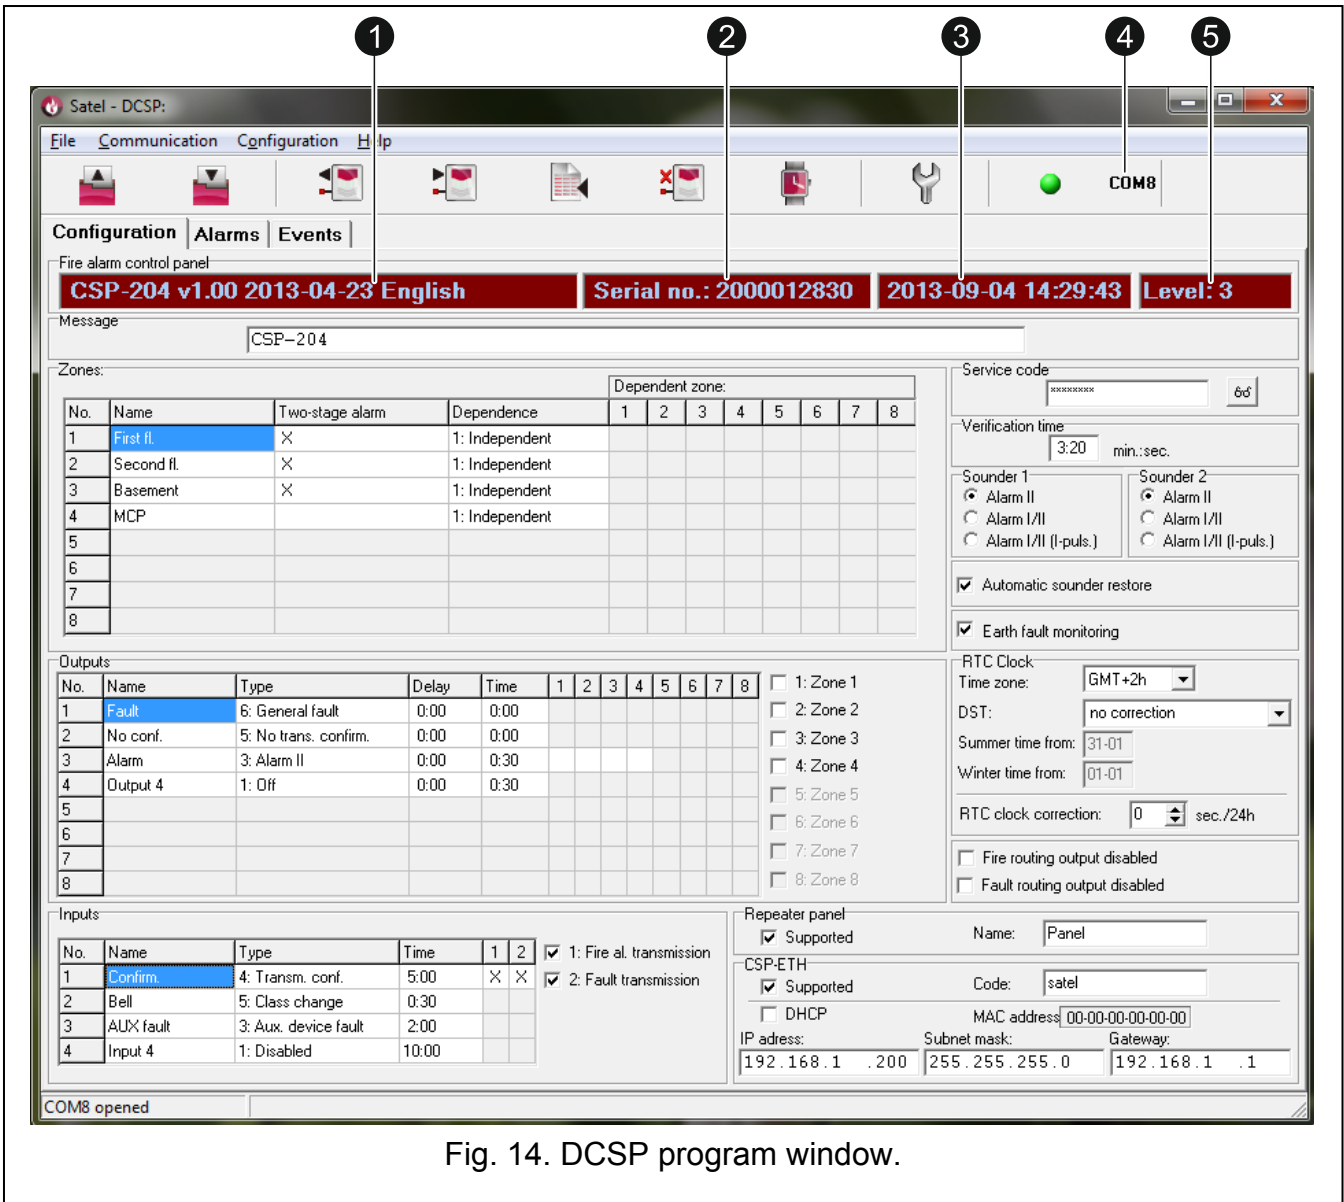 1 2 3 4 5
Satel - DCSP:
File Communication Configuration Help
COM8
Configuration Alarms Events
Fire alarm control panel
CSP-204 v1.00 2013-04-23 English Serial no.: 2000012830 2013-09-04 14:29:43 Level: 3
Message
CSP-204
Zones:
Dependent zone:
No. Name Two-stage alarm Dependence 1 2 3 4 5 6 7 8
1 First fl. X 1: Independent
2 Second fl. X 1: Independent
3 Basement X 1: Independent
4 MCP 1: Independent
5
6
7
8
Service code
********
Verification time
3:20 min.:sec.
Sounder 1 Sounder 2
Alarm II Alarm II
Alarm I/II Alarm I/II
Alarm I/II (I-puls.) Alarm I/II (I-puls.)
Automatic sounder restore
Earth fault monitoring
Outputs
No. Name Type Delay Time 1 2 3 4 5 6 7 8
1 Fault 6: General fault 0:00 0:00
2 No conf. 5: No trans. confirm. 0:00 0:00
3 Alarm 3: Alarm II 0:00 0:30
4 Output 4 1: Off 0:00 0:30
5
6
7
8
1: Zone 1
2: Zone 2
3: Zone 3
4: Zone 4
5: Zone 5
6: Zone 6
7: Zone 7
8: Zone 8
RTC Clock
Time zone: GMT+2h
DST: no correction
Summer time from: 31-01
Winter time from: 01-01
RTC clock correction: 0 sec./24h
Fire routing output disabled
Fault routing output disabled
Inputs
No. Name Type Time 1 2
1 Confirm. 4: Transm. conf. 5:00 X X
2 Bell 5: Class change 0:30
3 AUX fault 3: Aux. device fault 2:00
4 Input 4 1: Disabled 10:00
1: Fire al. transmission
2: Fault transmission
Repeater panel
Supported Name: Panel
CSP-ETH
Supported Code: satel
DHCP MAC address 00-00-00-00-00-00
IP adress: Subnet mask: Gateway:
192.168.1 .200 255.255.255.0 192.168.1 .1
COM8 opened
Fig. 14. DCSP program window.